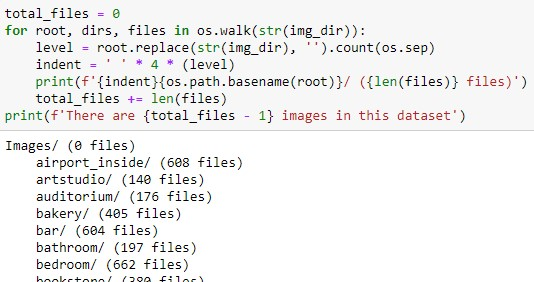 total_files = 0
for root, dirs, files in os.walk(str(img_dir)):
    level = root.replace(str(img_dir), '').count(os.sep)
    indent = ' ' * 4 * (level)
    print(f'{indent}{os.path.basename(root)}/ ({len(files)} files)')
    total_files += len(files)
print(f'There are {total_files - 1} images in this dataset')
Images/ (0 files)
    airport_inside/ (608 files)
    artstudio/ (140 files)
    auditorium/ (176 files)
    bakery/ (405 files)
    bar/ (604 files)
    bathroom/ (197 files)
    bedroom/ (662 files)
    bookstore/ (380 files)